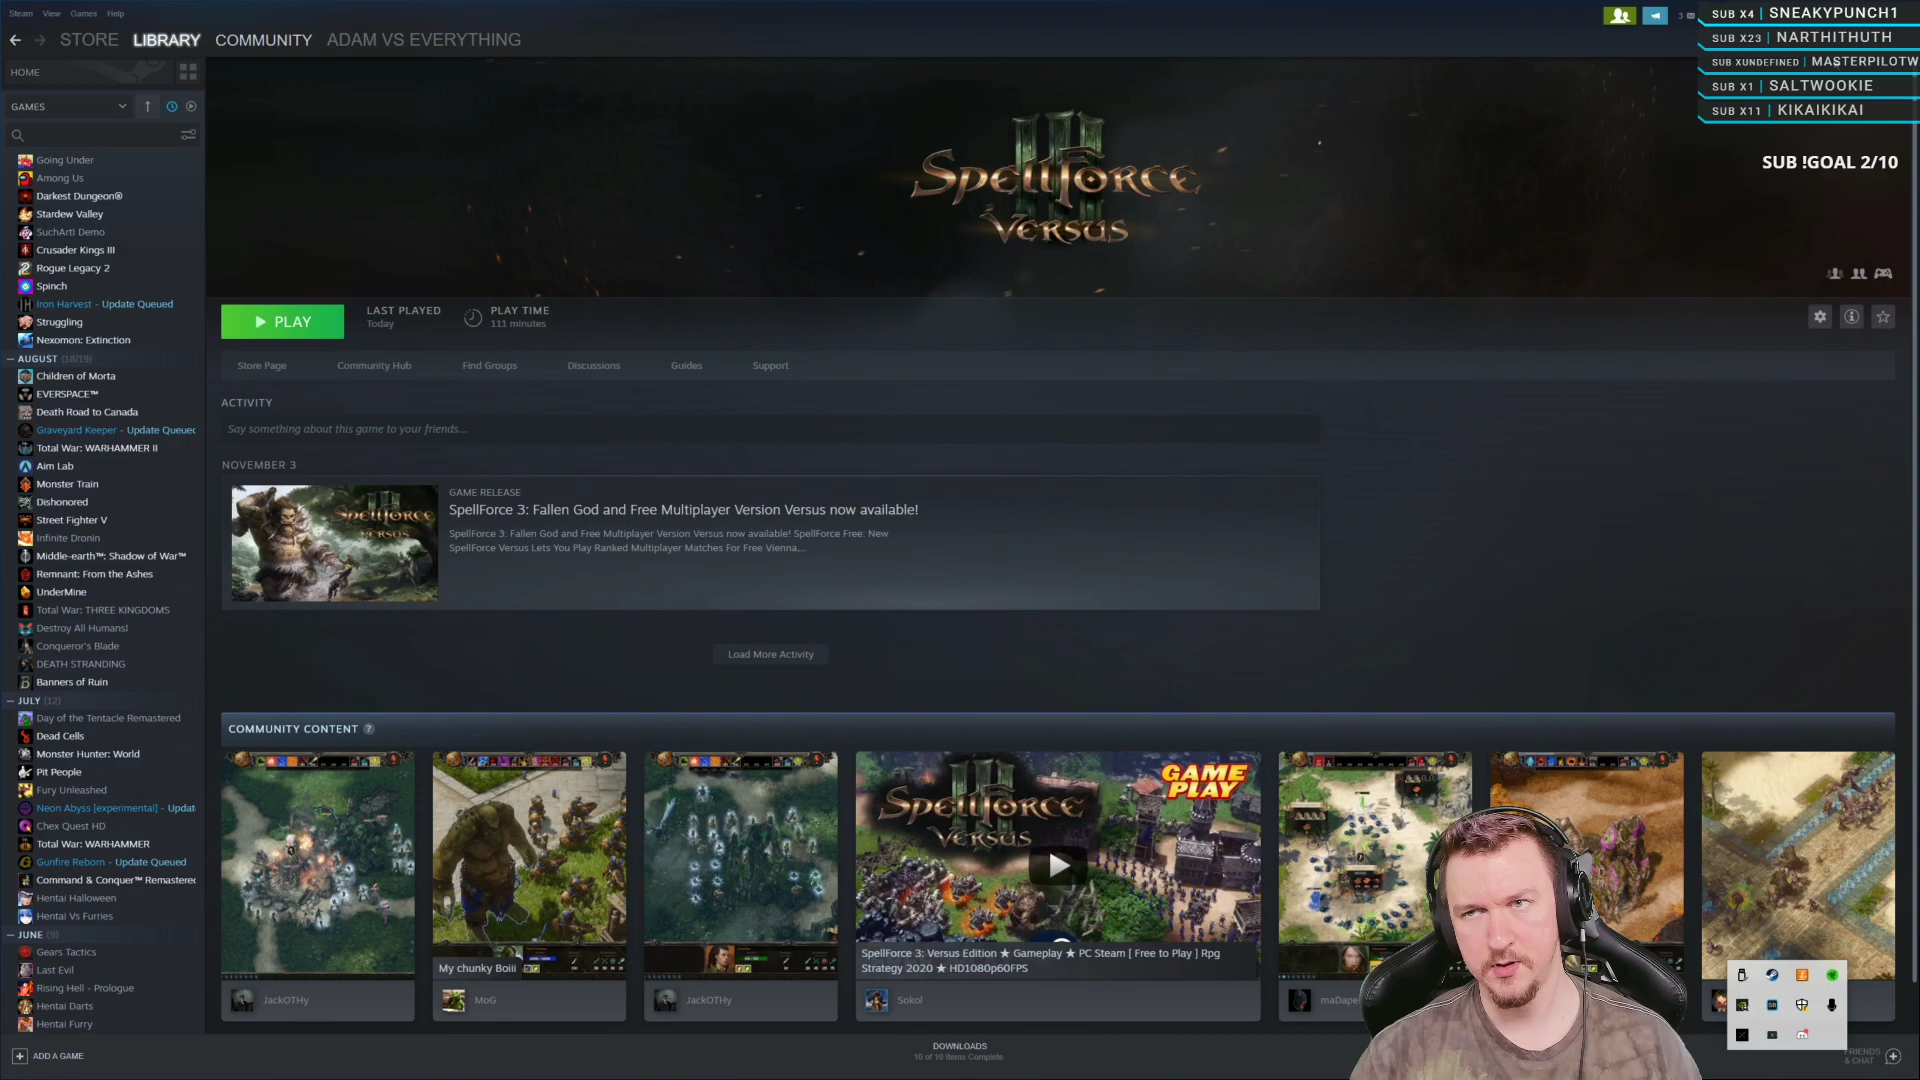 Steam View Games Help
3
STORE LIBRARY COMMUNITY ADAM VS EVERYTHING
SUB X4 | SNEAKYPUNCH1
SUB X23 | NARTHITHUTH
SUB XUNDEFINED | MASTERPILOTW
SUB X1 | SALTWOOKIE
SUB X11 | KIKAIKIKAI
SUB !GOAL 2/10
HOME
GAMES
Going Under
Among Us
Darkest Dungeon®
Stardew Valley
SuchArt! Demo
Crusader Kings III
Rogue Legacy 2
Spinch
Iron Harvest - Update Queued
Struggling
Nexomon: Extinction
AUGUST (18/19)
Children of Morta
EVERSPACE™
Death Road to Canada
Graveyard Keeper - Update Queued
Total War: WARHAMMER II
Aim Lab
Monster Train
Dishonored
Street Fighter V
Infinite Dronin
Middle-earth™: Shadow of War™
Remnant: From the Ashes
UnderMine
Total War: THREE KINGDOMS
Destroy All Humans!
Conqueror's Blade
DEATH STRANDING
Banners of Ruin
JULY (12)
Day of the Tentacle Remastered
Dead Cells
Monster Hunter: World
Pit People
Fury Unleashed
Neon Abyss [experimental] - Updat
Chex Quest HD
Total War: WARHAMMER
Gunfire Reborn - Update Queued
Command & Conquer™ Remastered
Hentai Halloween
Hentai Vs Furries
JUNE (9)
Gears Tactics
Last Evil
Rising Hell - Prologue
Hentai Darts
Hentai Furry
ADD A GAME
III
SPELLFORCE
VERSUS
PLAY
LAST PLAYED
Today
PLAY TIME
111 minutes
Store Page Community Hub Find Groups Discussions Guides Support
ACTIVITY
Say something about this game to your friends...
NOVEMBER 3
SPELLFORCE
VERSUS
GAME RELEASE
SpellForce 3: Fallen God and Free Multiplayer Version Versus now available!
SpellForce 3: Fallen God and Free Multiplayer Version Versus now available! SpellForce Free: New
SpellForce Versus Lets You Play Ranked Multiplayer Matches For Free Vienna,...
Load More Activity
COMMUNITY CONTENT ?
SPELLFORCE
VERSUS
GAME PLAY
My chunky Boiii
SpellForce 3: Versus Edition ★ Gameplay ★ PC Steam [ Free to Play ] Rpg
Strategy 2020 ★ HD1080p60FPS
JackOTHy
MoG
JackOTHy
Sokol
maDape
DOWNLOADS
10 of 10 Items Complete
FRIENDS
& CHAT